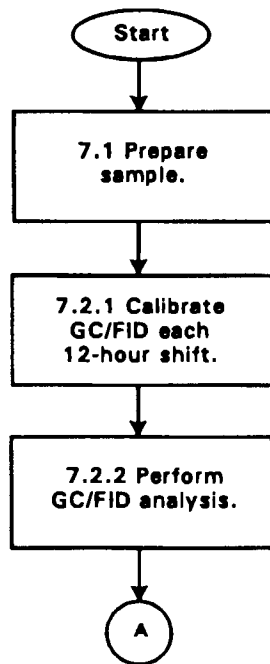 Start
7.1 Prepare
sample.
7.2.1 Calibrate
GC/FID each
12-hour shift.
7.2.2 Perform
GC/FID analysis.
A